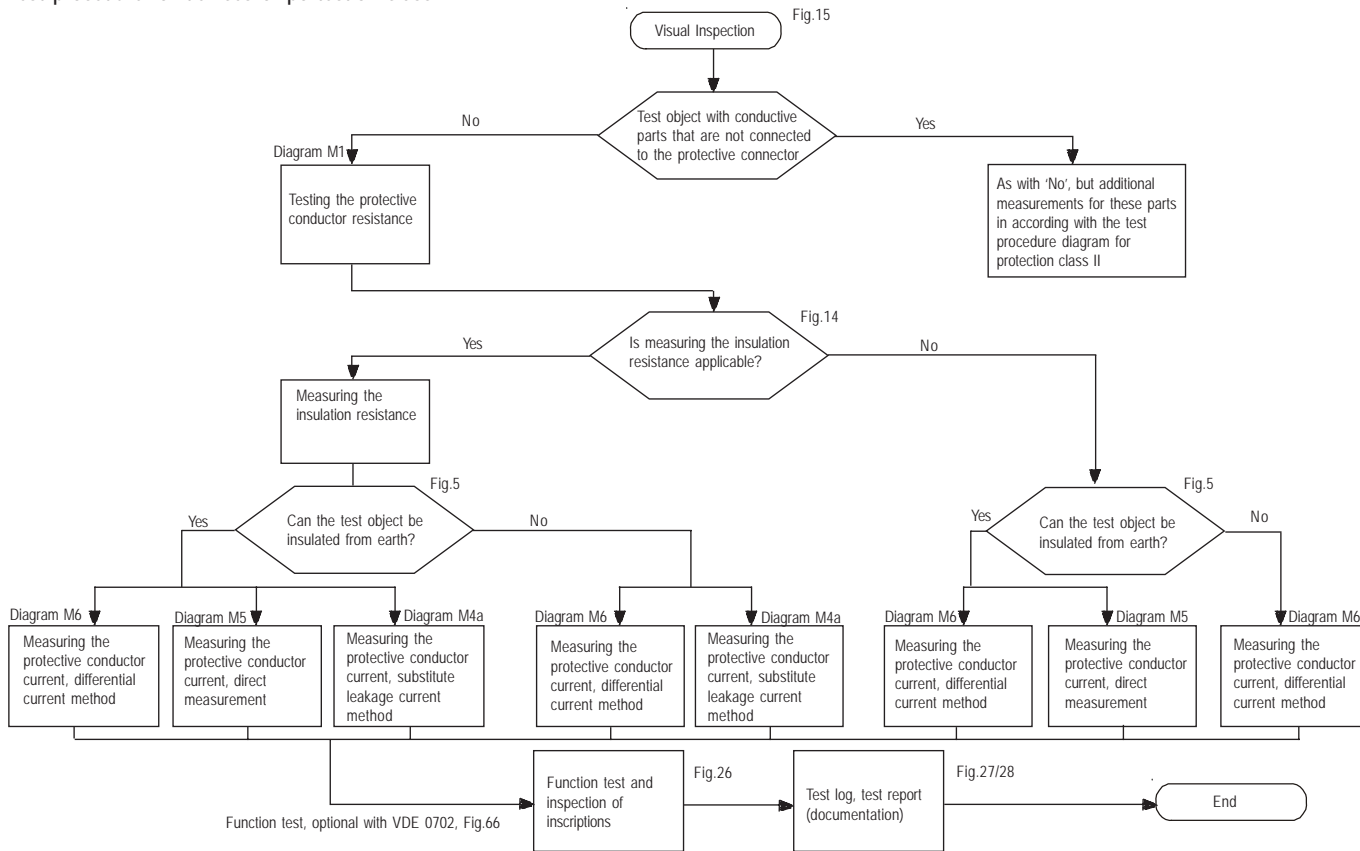 Fig.15
Visual Inspection
Test object with conductive
parts that are not connected
to the protective connector
No
Yes
Diagram M1
Testing the protective
conductor resistance
As with 'No', but additional
measurements for these parts
in according with the test
procedure diagram for
protection class II
Fig.14
Is measuring the insulation
resistance applicable?
Yes
No
Measuring the
insulation resistance
Fig.5
Can the test object be
insulated from earth?
Yes
No
Fig.5
Can the test object be
insulated from earth?
Yes
No
Diagram M6
Measuring the
protective conductor
current, differential
current method
Diagram M5
Measuring the
protective conductor
current, direct
measurement
Diagram M4a
Measuring the
protective conductor
current, substitute
leakage current
method
Diagram M6
Measuring the
protective conductor
current, differential
current method
Diagram M4a
Measuring the
protective conductor
current, substitute
leakage current
method
Diagram M6
Measuring the
protective conductor
current, differential
current method
Diagram M5
Measuring the
protective conductor
current, direct
measurement
Diagram M6
Measuring the
protective conductor
current, differential
current method
Function test, optional with VDE 0702, Fig.66
Function test and
inspection of
inscriptions
Fig.26
Test log, test report
(documentation)
Fig.27/28
End